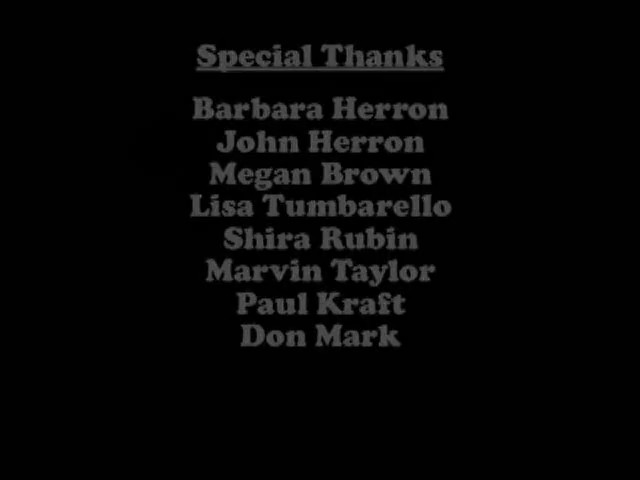 Special Thanks
Barbara Herron
John Herron
Megan Brown
Lisa Tumbarello
Shira Rubin
Marvin Taylor
Paul Kraft
Don Mark